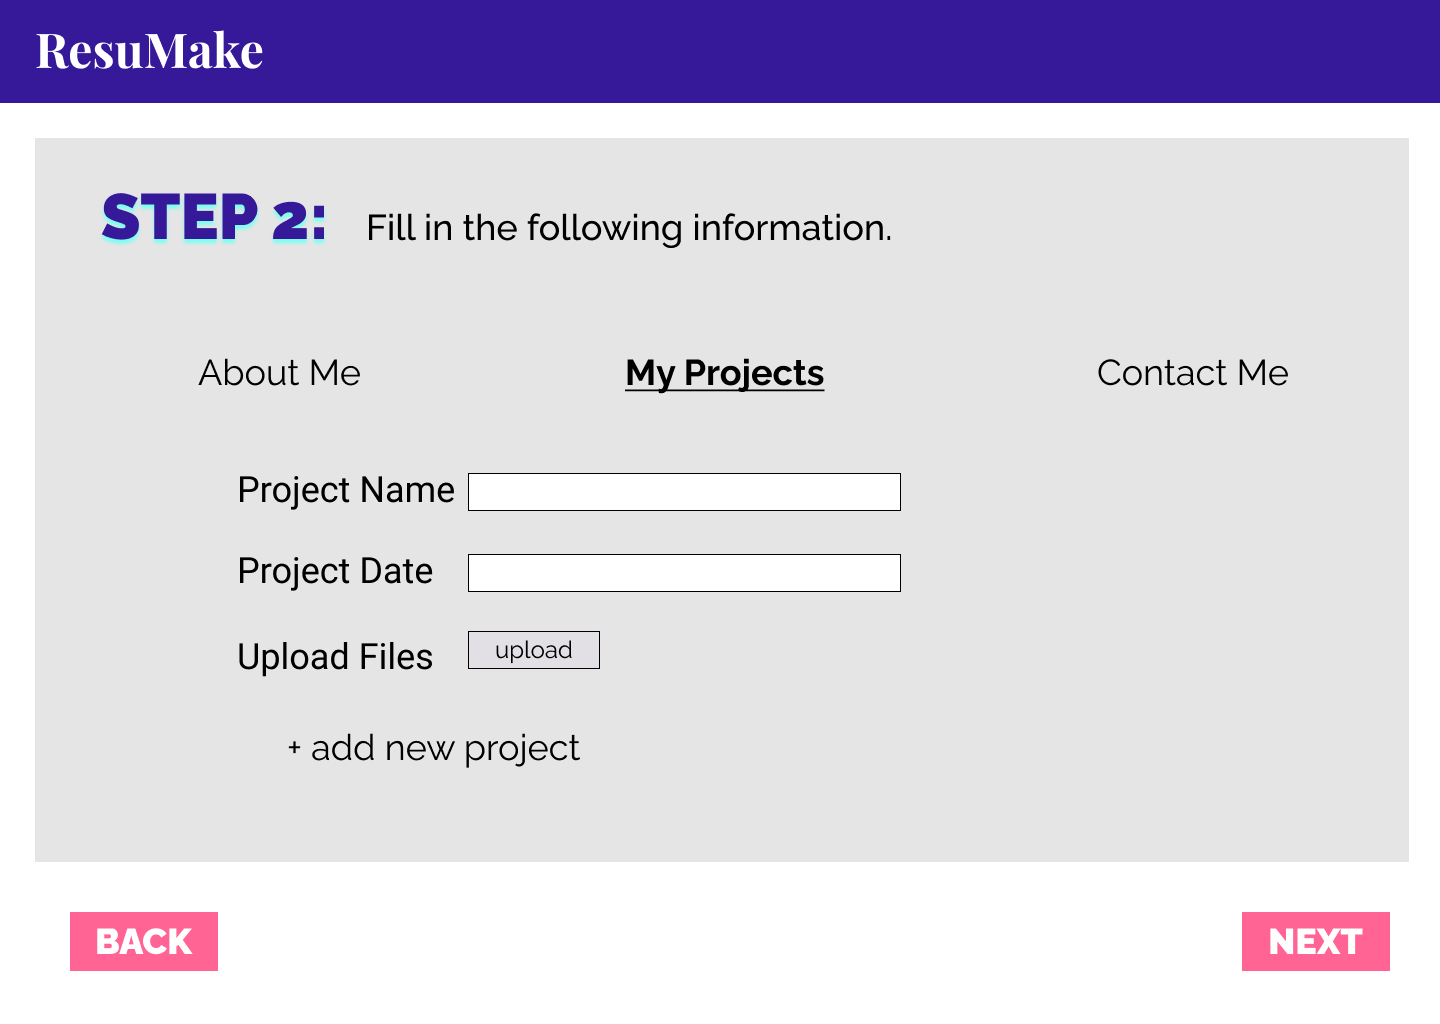 ResuMake
STEP 2: Fill in the following information.
About Me My Projects Contact Me
Project Name
Project Date
Upload Files upload
+ add new project
BACK NEXT